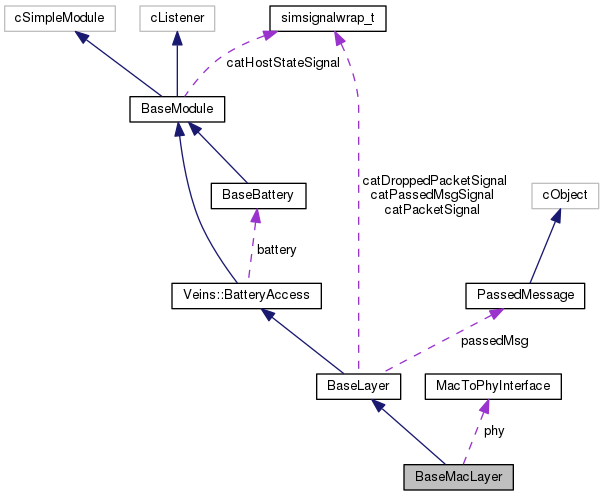 cSimpleModule
cListener
simsignalwrap_t
catHostStateSignal
BaseModule
catDroppedPacketSignal
catPassedMsgSignal
catPacketSignal
BaseBattery
cObject
battery
Veins::BatteryAccess
PassedMessage
passedMsg
BaseLayer
MacToPhyInterface
phy
BaseMacLayer